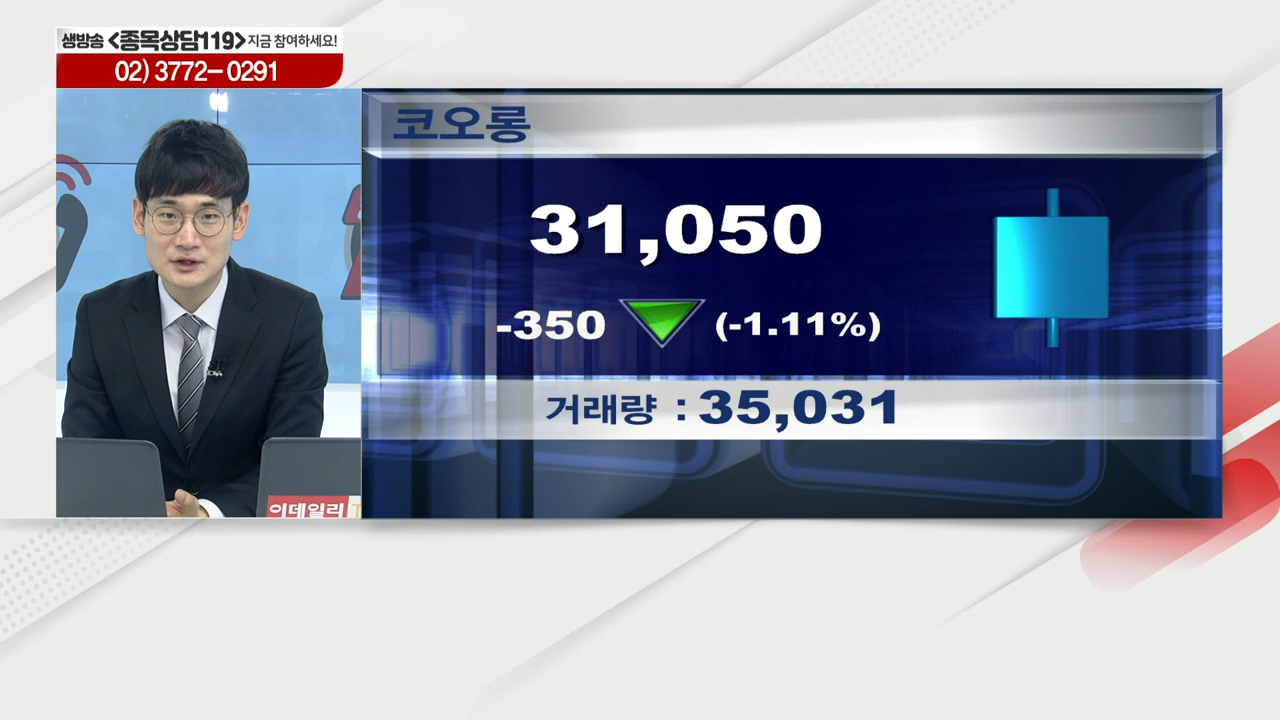 생방송 <종목상담119> 지금 참여하세요!
02) 3772-0291
코오롱
31,050
-350 (-1.11%)
거래량 : 35,031
이데일리 T